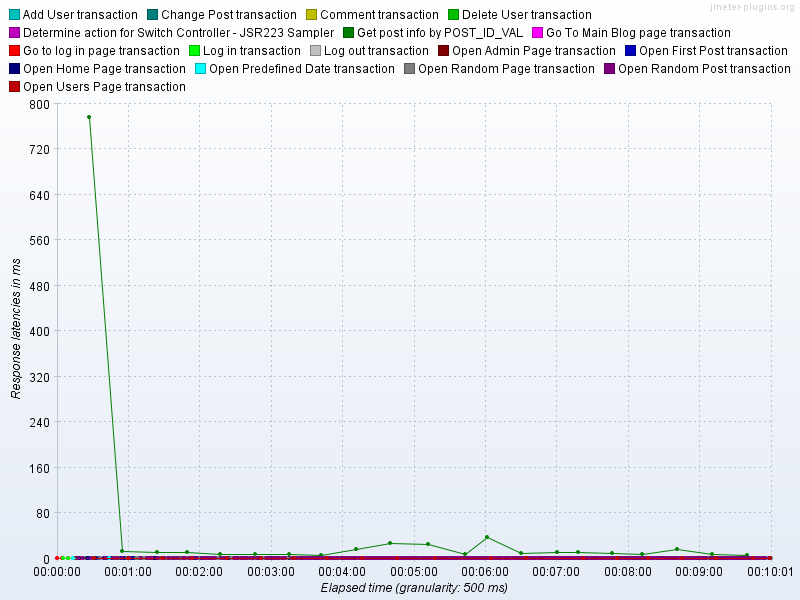 jmeter-plugins.org
Add User transaction Change Post transaction Comment transaction Delete User transaction
Determine action for Switch Controller - JSR223 Sampler Get post info by POST_ID_VAL Go To Main Blog page transaction
Go to log in page transaction Log in transaction Log out transaction Open Admin Page transaction Open First Post transaction
Open Home Page transaction Open Predefined Date transaction Open Random Page transaction Open Random Post transaction
Open Users Page transaction
800
720
640
560
480
400
320
240
160
80
0
Response latencies in ms
00:00:00 00:01:00 00:02:00 00:03:00 00:04:00 00:05:00 00:06:00 00:07:00 00:08:00 00:09:00 00:10:01
Elapsed time (granularity: 500 ms)